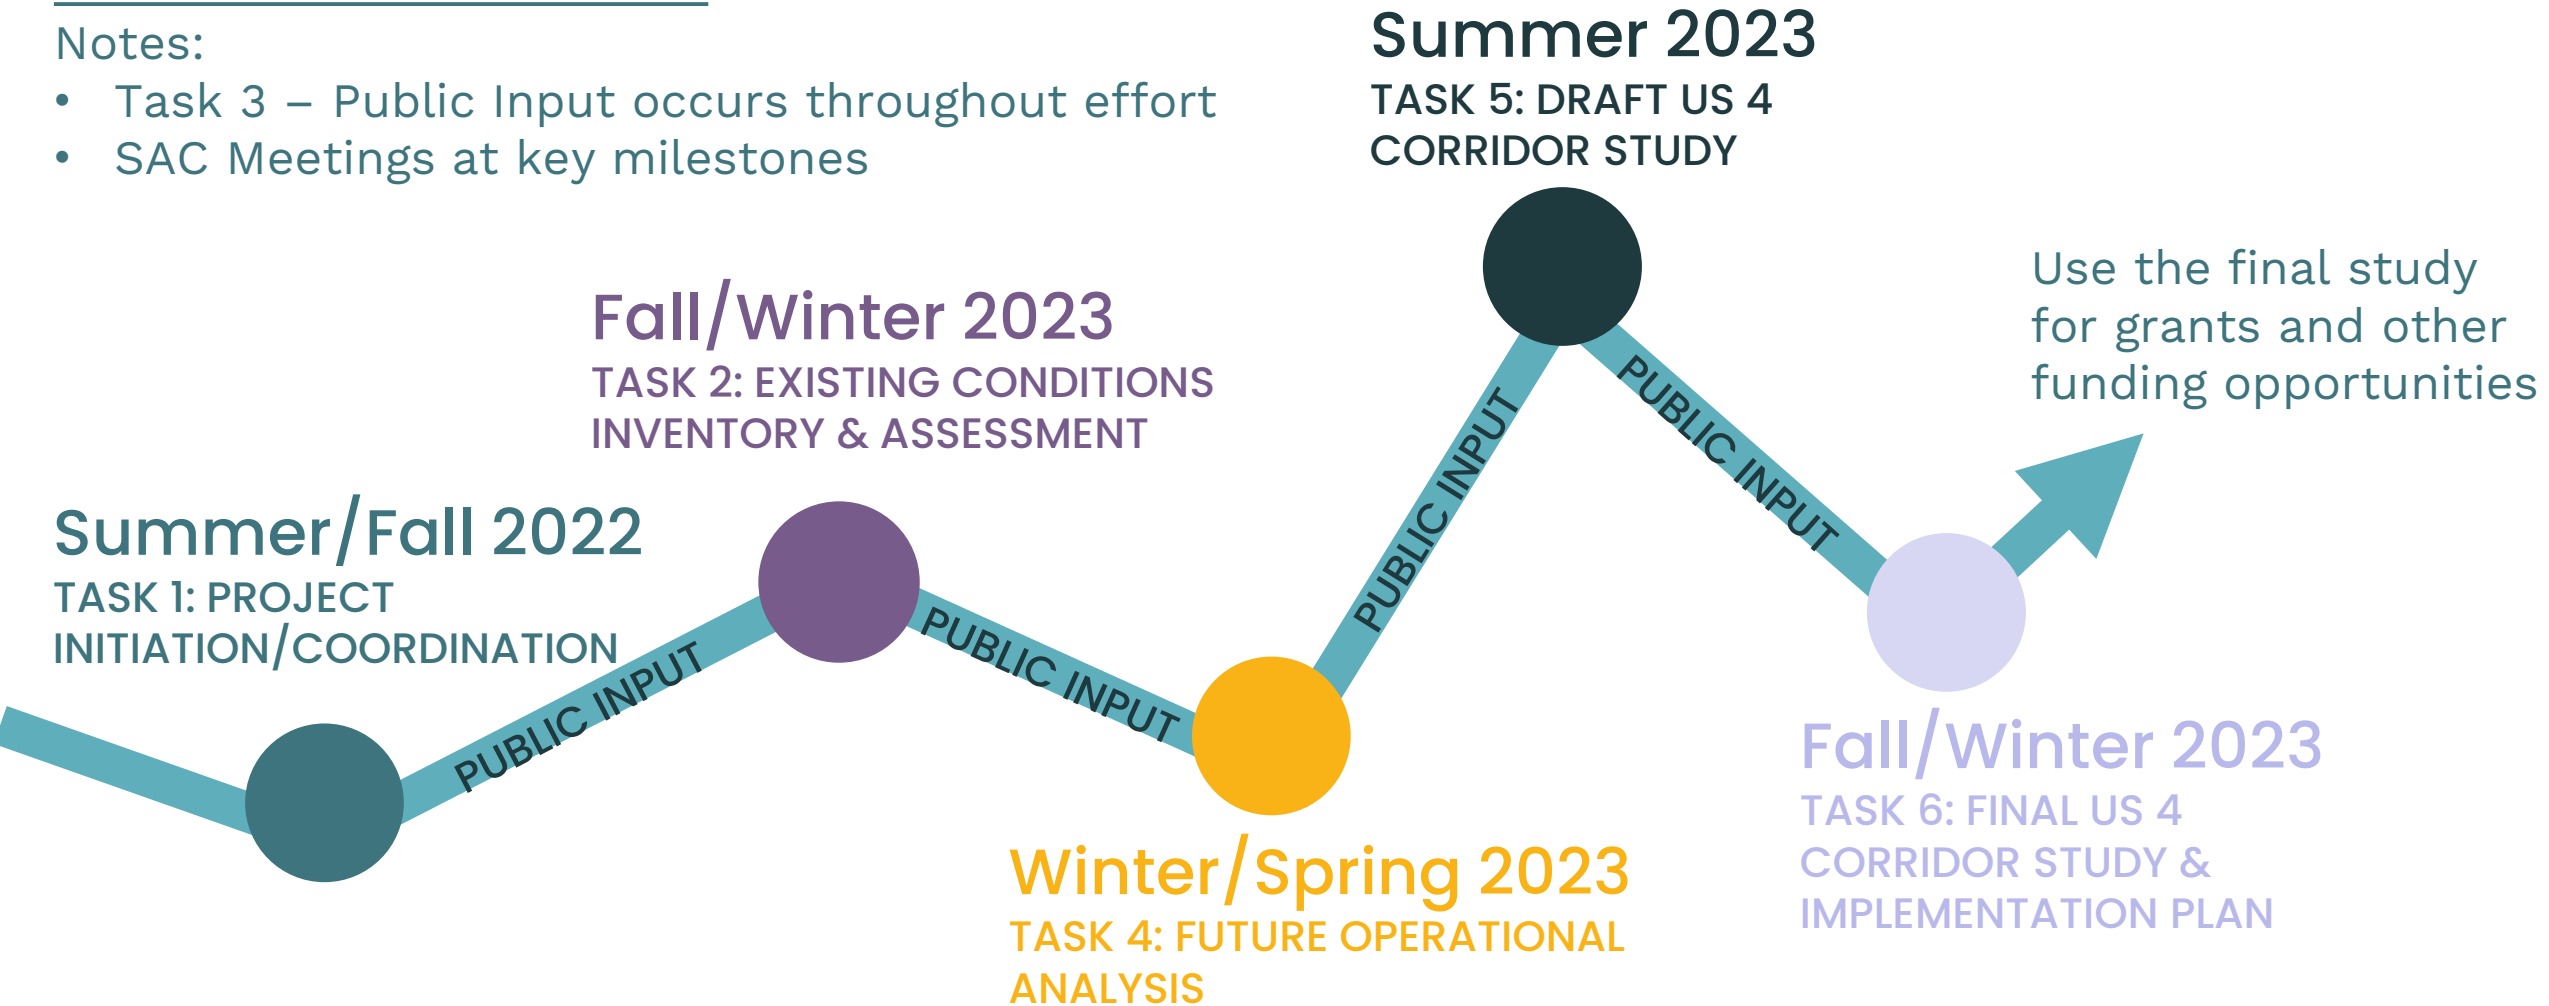 Notes:
• Task 3 – Public Input occurs throughout effort
• SAC Meetings at key milestones
Summer/Fall 2022
TASK 1: PROJECT
INITIATION/COORDINATION
PUBLIC INPUT
Fall/Winter 2023
TASK 2: EXISTING CONDITIONS
INVENTORY & ASSESSMENT
PUBLIC INPUT
Winter/Spring 2023
TASK 4: FUTURE OPERATIONAL
ANALYSIS
PUBLIC INPUT
Summer 2023
TASK 5: DRAFT US 4
CORRIDOR STUDY
PUBLIC INPUT
Fall/Winter 2023
TASK 6: FINAL US 4
CORRIDOR STUDY &
IMPLEMENTATION PLAN
Use the final study
for grants and other
funding opportunities